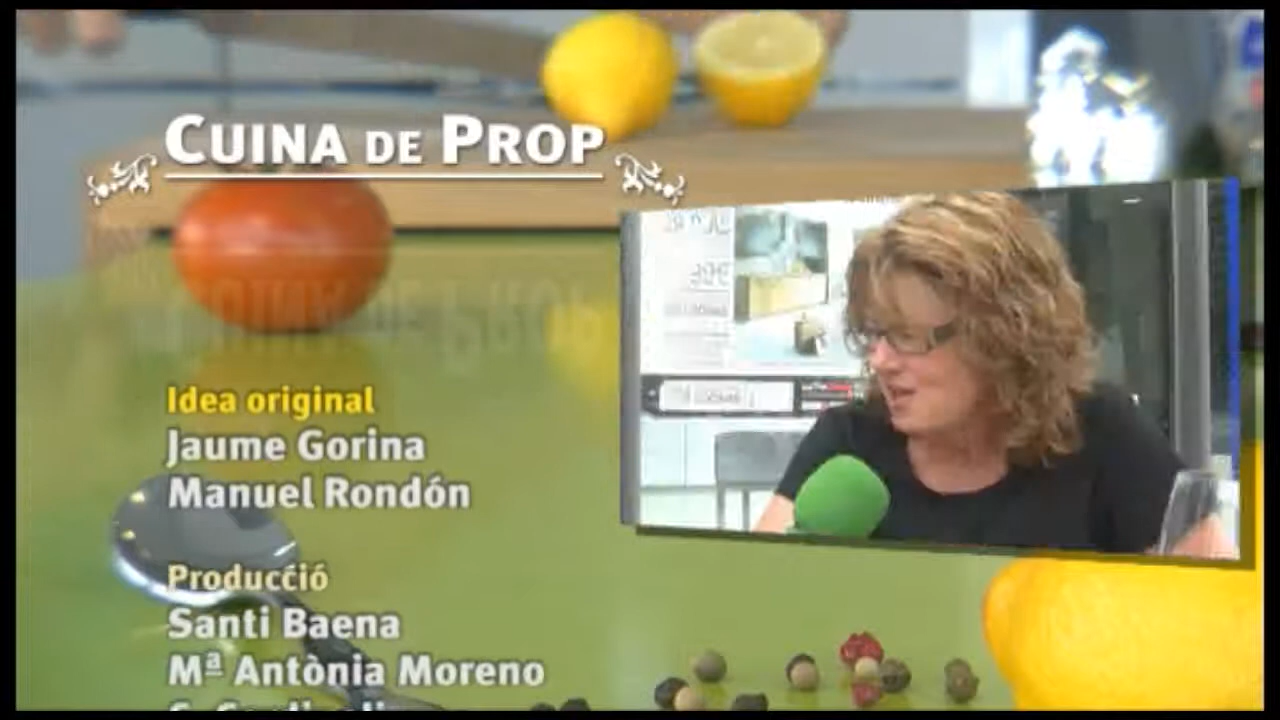 CUINA DE PROP
Idea original
Jaume Gorina
Manuel Rondón
Producció
Santi Baena
Mª Antònia Moreno